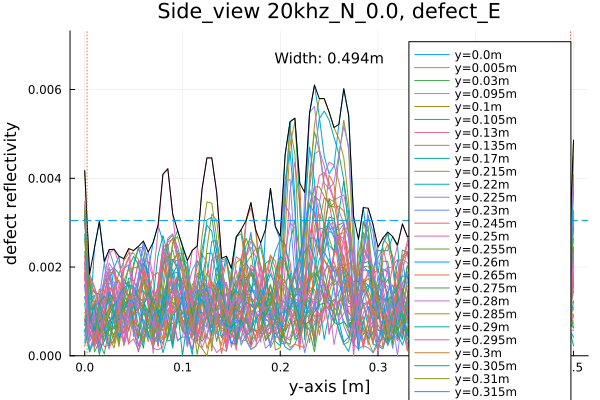 Side_view 20khz_N_0.0, defect_E
Width: 0.494m
defect reflectivity
0.006
0.004
0.002
0.000
0.0
0.1
0.2
0.3
.5
y-axis [m]
y=0.0m
y=0.005m
y=0.03m
y=0.095m
y=0.1m
y=0.105m
y=0.13m
y=0.135m
y=0.17m
y=0.215m
y=0.22m
y=0.225m
y=0.23m
y=0.245m
y=0.25m
y=0.255m
y=0.26m
y=0.265m
y=0.275m
y=0.28m
y=0.285m
y=0.29m
y=0.295m
y=0.3m
y=0.305m
y=0.31m
y=0.315m